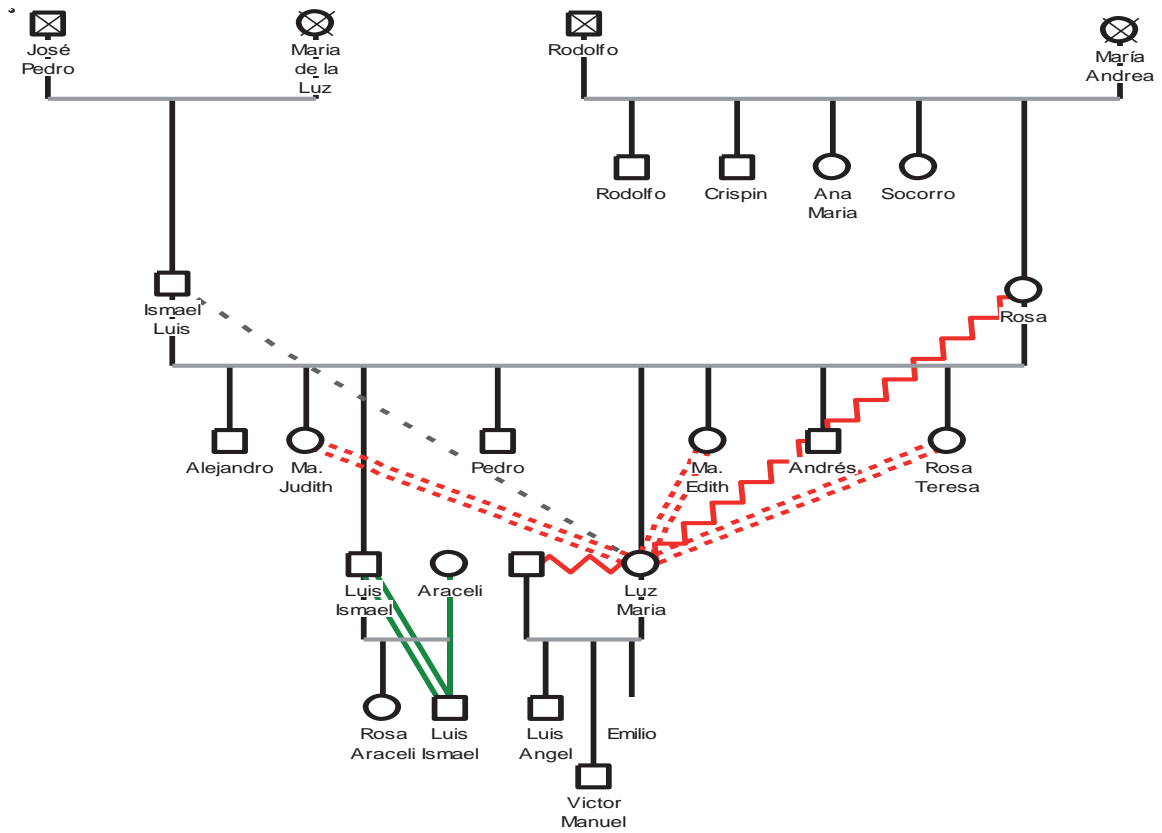 José
Pedro
Maria
de la
Luz
Rodolfo
María
Andrea
Rodolfo
Crispin
Ana
Maria
Socorro
Ismael
Luis
Rosa
Alejandro
Ma.
Judith
Pedro
Ma.
Edith
Andrés
Rosa
Teresa
Luis
Ismael
Araceli
Luz
Maria
Rosa
Araceli
Luis
Ismael
Luis
Angel
Emilio
Victor
Manuel